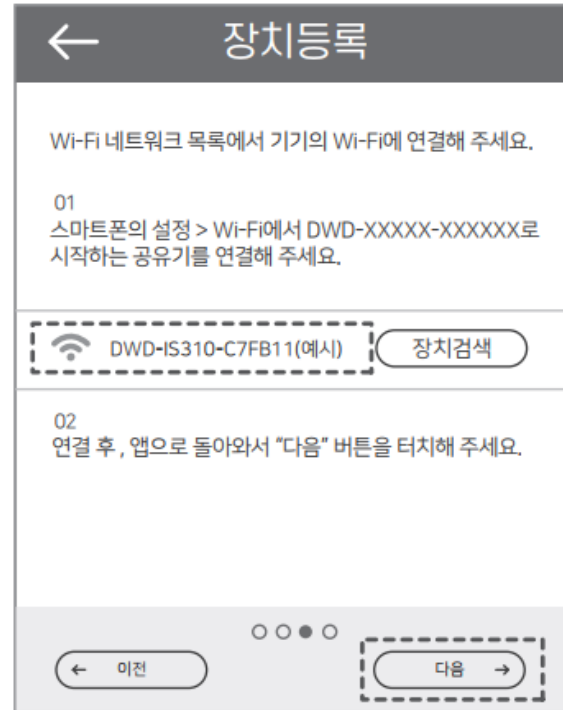 ← 장치등록
Wi-Fi 네트워크 목록에서 기기의 Wi-Fi에 연결해 주세요.
01
스마트폰의 설정 > Wi-Fi에서 DWD-XXXXX-XXXXXX로
시작하는 공유기를 연결해 주세요.
DWD-IS310-C7FB11(예시) 장치검색
02
연결 후 , 앱으로 돌아와서 “다음” 버튼을 터치해 주세요.
← 이전 다음 →